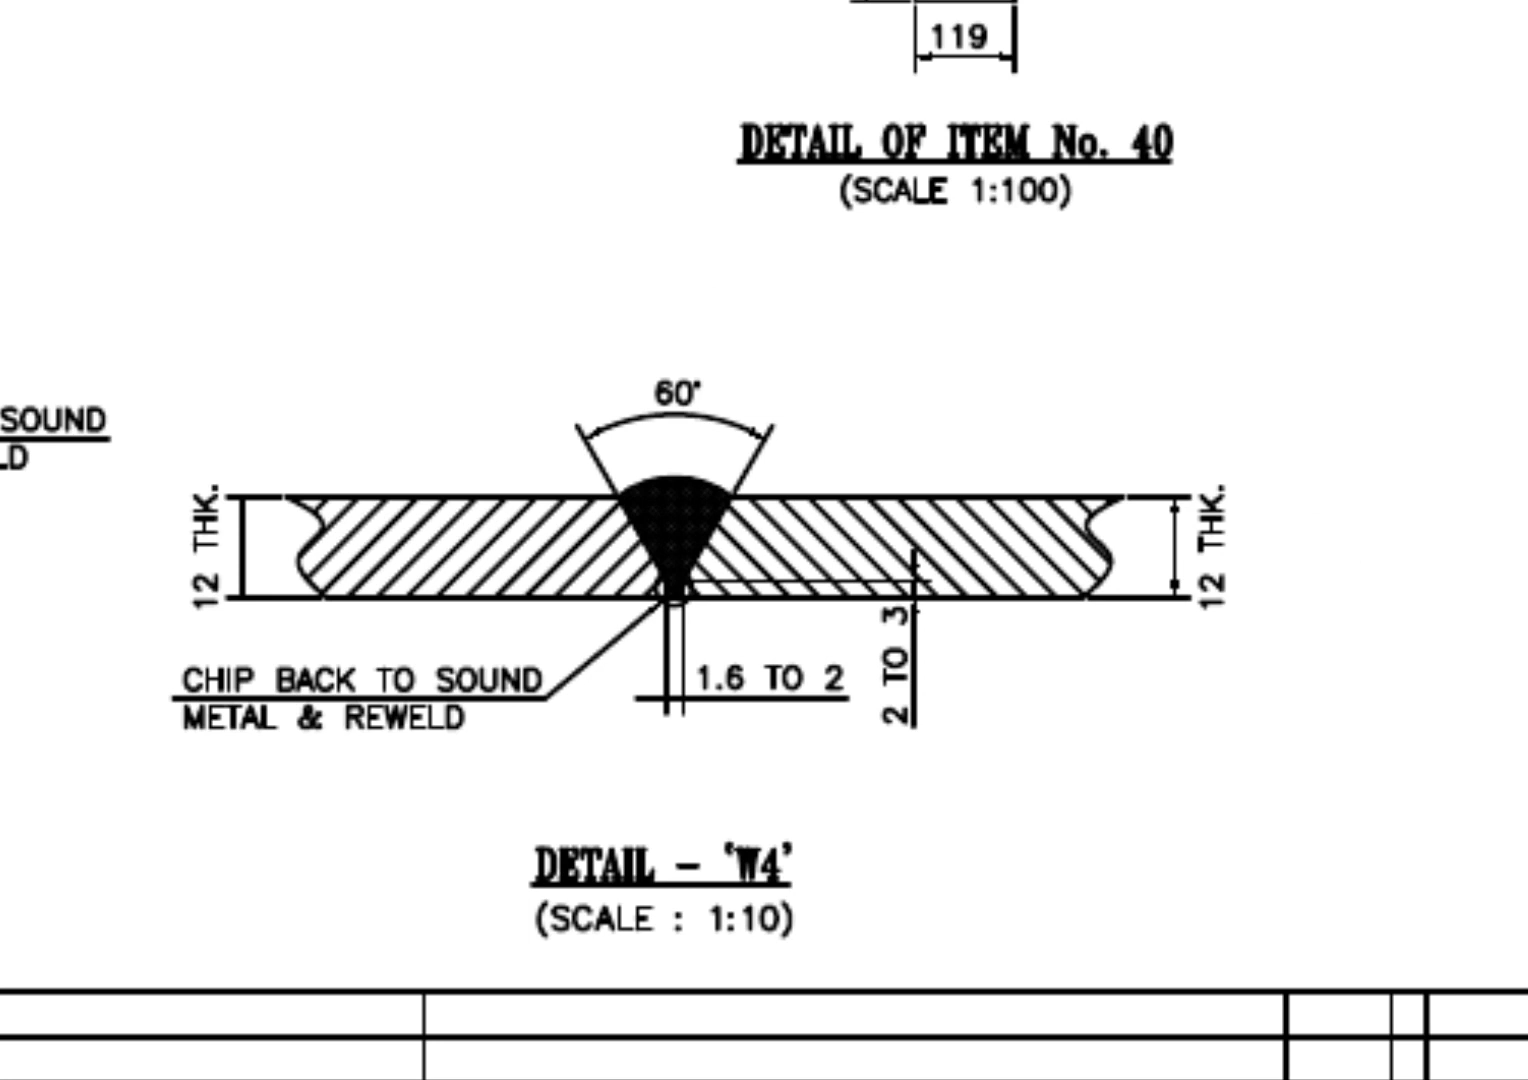 119
DETAIL OF ITEM No. 40
(SCALE 1:100)
60°
SOUND
LD
12 THK.
12 THK.
CHIP BACK TO SOUND
METAL & REWELD
1.6 TO 2
2 TO 3
DETAIL - 'W4'
(SCALE : 1:10)